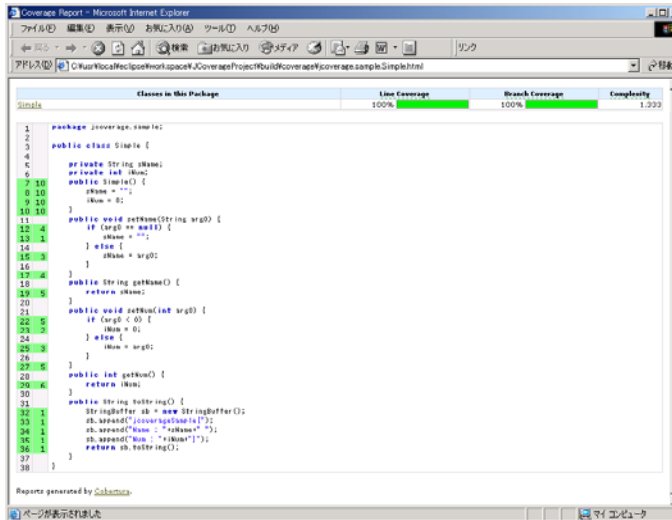 Coverage Report - Microsoft Internet Explorer
ファイル(F) 編集(E) 表示(V) お気に入り(A) ツール(T) ヘルプ(H)
戻る 検索 お気に入り メディア リンク
アドレス(D) C:¥usr¥local¥eclipse¥workspace¥JCoverageProject¥build¥coverage¥jcoverage.sample.Simple.html 移動
Classes in this Package Line Coverage Branch Coverage Complexity
Simple 100% 100% 1.333
1 package jcoverage.sample;
2
3 public class Simple {
4
5 private String sName;
6 private int iNum;
7 10 public Simple() {
8 10 sName = "";
9 10 iNum = 0;
10 10 }
11 public void setName(String arg0) {
12 4 if (arg0 == null) {
13 1 sName = "";
14 } else {
15 3 sName = arg0;
16 }
17 4 }
18 public String getName() {
19 5 return sName;
20 }
21 public void setNum(int arg0) {
22 5 if (arg0 < 0) {
23 2 iNum = 0;
24 } else {
25 3 iNum = arg0;
26 }
27 5 }
28 public int getNum() {
29 6 return iNum;
30 }
31 public String toString() {
32 1 StringBuffer sb = new StringBuffer();
33 1 sb.append("jcoverageSample[");
34 1 sb.append("Name : "+sName+" ");
35 1 sb.append("Num : "+iNum+"]");
36 1 return sb.toString();
37 }
38 }
Reports generated by Cobertura.
ページが表示されました マイ コンピュータ